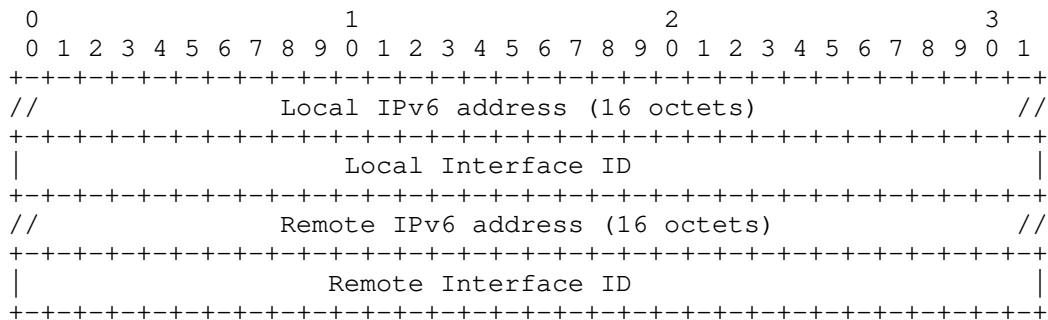 0                   1                   2                   3
 0 1 2 3 4 5 6 7 8 9 0 1 2 3 4 5 6 7 8 9 0 1 2 3 4 5 6 7 8 9 0 1
+-+-+-+-+-+-+-+-+-+-+-+-+-+-+-+-+-+-+-+-+-+-+-+-+-+-+-+-+-+-+-+-+
//               Local IPv6 address (16 octets)                //
+-+-+-+-+-+-+-+-+-+-+-+-+-+-+-+-+-+-+-+-+-+-+-+-+-+-+-+-+-+-+-+-+
|                    Local Interface ID                         |
+-+-+-+-+-+-+-+-+-+-+-+-+-+-+-+-+-+-+-+-+-+-+-+-+-+-+-+-+-+-+-+-+
//               Remote IPv6 address (16 octets)               //
+-+-+-+-+-+-+-+-+-+-+-+-+-+-+-+-+-+-+-+-+-+-+-+-+-+-+-+-+-+-+-+-+
|                   Remote Interface ID                         |
+-+-+-+-+-+-+-+-+-+-+-+-+-+-+-+-+-+-+-+-+-+-+-+-+-+-+-+-+-+-+-+-+